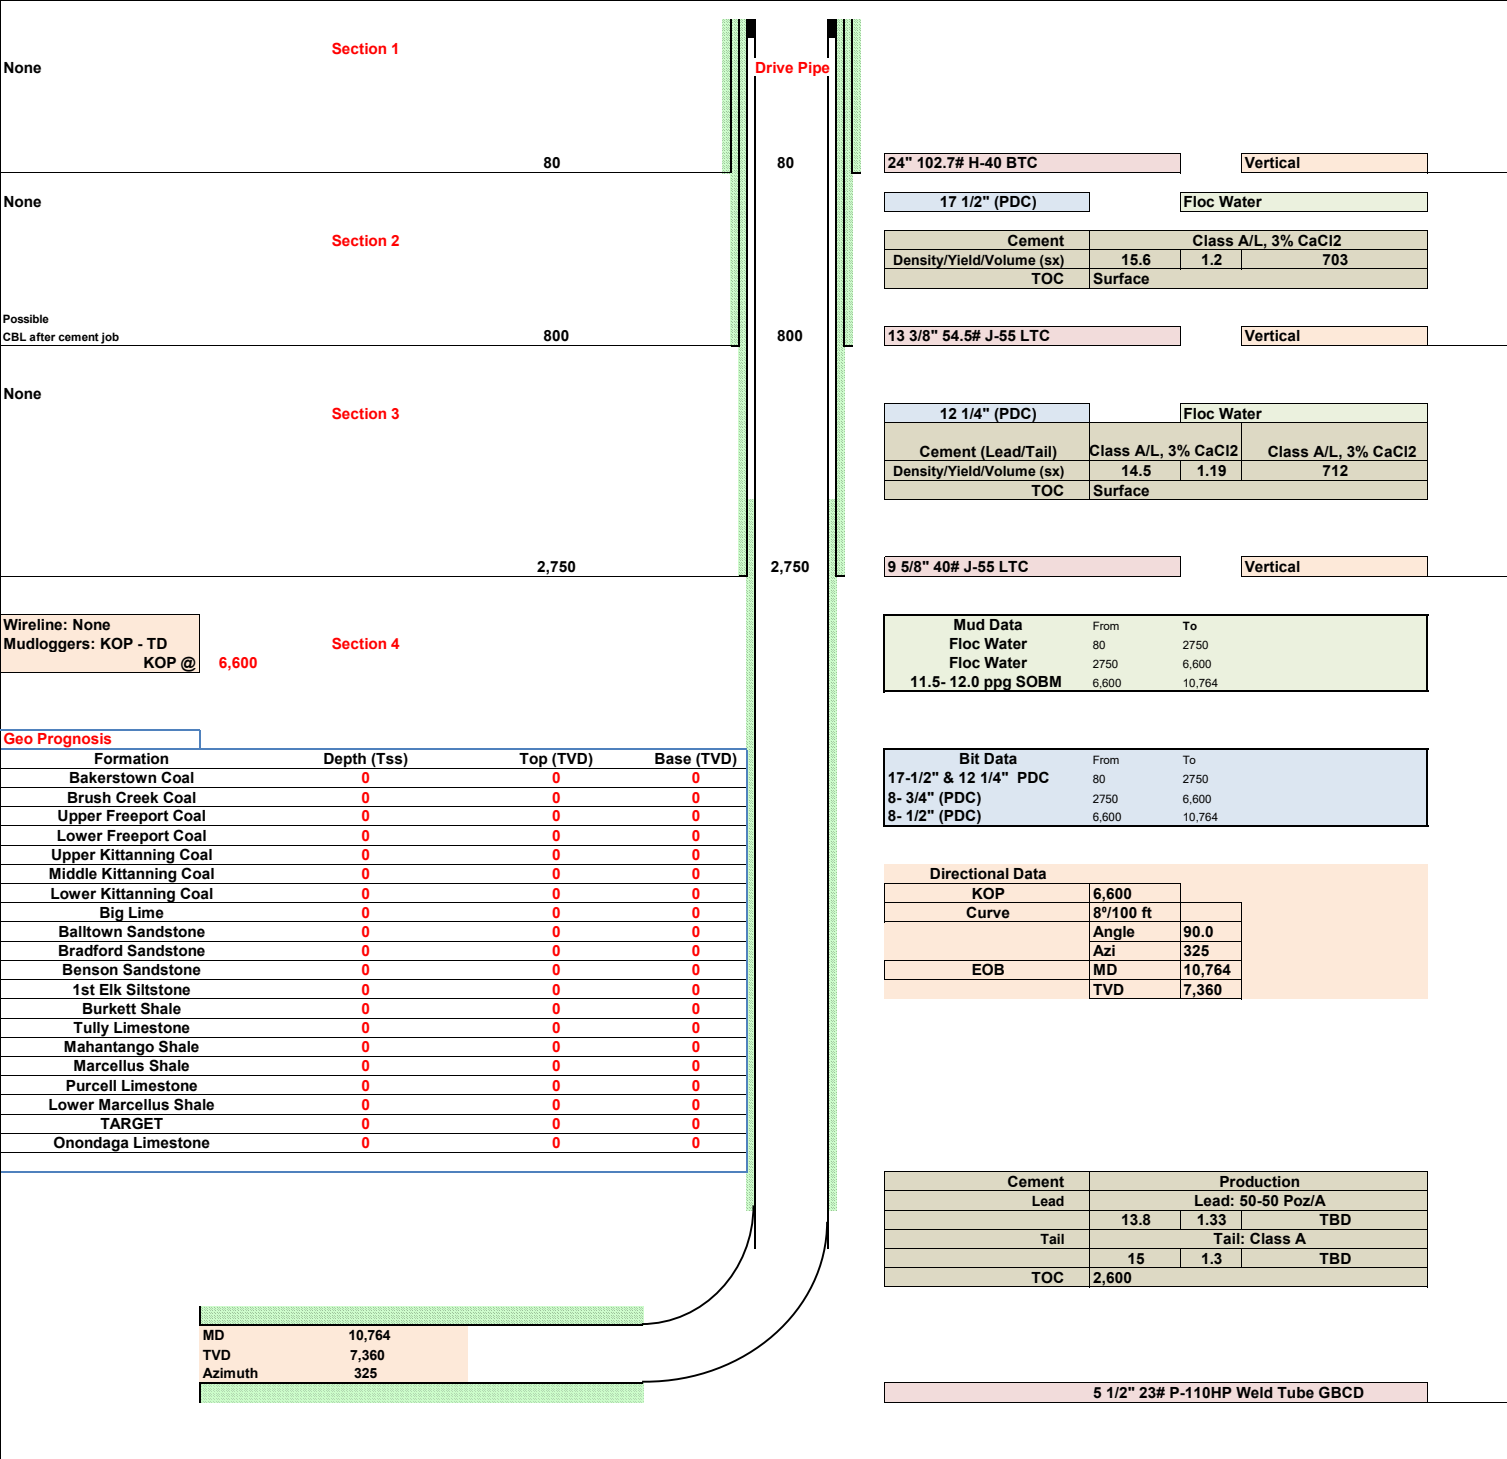 Section 1
None
Drive Pipe
80 80 24" 102.7# H-40 BTC Vertical
None 17 1/2" (PDC) Floc Water
Section 2 Cement Class A/L, 3% CaCl2
Density/Yield/Volume (sx) 15.6 1.2 703
TOC Surface
Possible
CBL after cement job 800 800 13 3/8" 54.5# J-55 LTC Vertical
None
Section 3 12 1/4" (PDC) Floc Water
Cement (Lead/Tail) Class A/L, 3% CaCl2 Class A/L, 3% CaCl2
Density/Yield/Volume (sx) 14.5 1.19 712
TOC Surface
2,750 2,750 9 5/8" 40# J-55 LTC Vertical
Wireline: None
Mudloggers: KOP - TD Section 4
KOP @ 6,600
Mud Data From To
Floc Water 80 2750
Floc Water 2750 6,600
11.5- 12.0 ppg SOBM 6,600 10,764
Geo Prognosis
Formation Depth (Tss) Top (TVD) Base (TVD)
Bakerstown Coal 0 0 0
Brush Creek Coal 0 0 0
Upper Freeport Coal 0 0 0
Lower Freeport Coal 0 0 0
Upper Kittanning Coal 0 0 0
Middle Kittanning Coal 0 0 0
Lower Kittanning Coal 0 0 0
Big Lime 0 0 0
Balltown Sandstone 0 0 0
Bradford Sandstone 0 0 0
Benson Sandstone 0 0 0
1st Elk Siltstone 0 0 0
Burkett Shale 0 0 0
Tully Limestone 0 0 0
Mahantango Shale 0 0 0
Marcellus Shale 0 0 0
Purcell Limestone 0 0 0
Lower Marcellus Shale 0 0 0
TARGET 0 0 0
Onondaga Limestone 0 0 0
Bit Data From To
17-1/2" & 12 1/4" PDC 80 2750
8- 3/4" (PDC) 2750 6,600
8- 1/2" (PDC) 6,600 10,764
Directional Data
KOP 6,600
Curve 8º/100 ft
Angle 90.0
Azi 325
EOB MD 10,764
TVD 7,360
Cement Production
Lead Lead: 50-50 Poz/A
13.8 1.33 TBD
Tail Tail: Class A
15 1.3 TBD
TOC 2,600
MD 10,764
TVD 7,360
Azimuth 325
5 1/2" 23# P-110HP Weld Tube GBCD